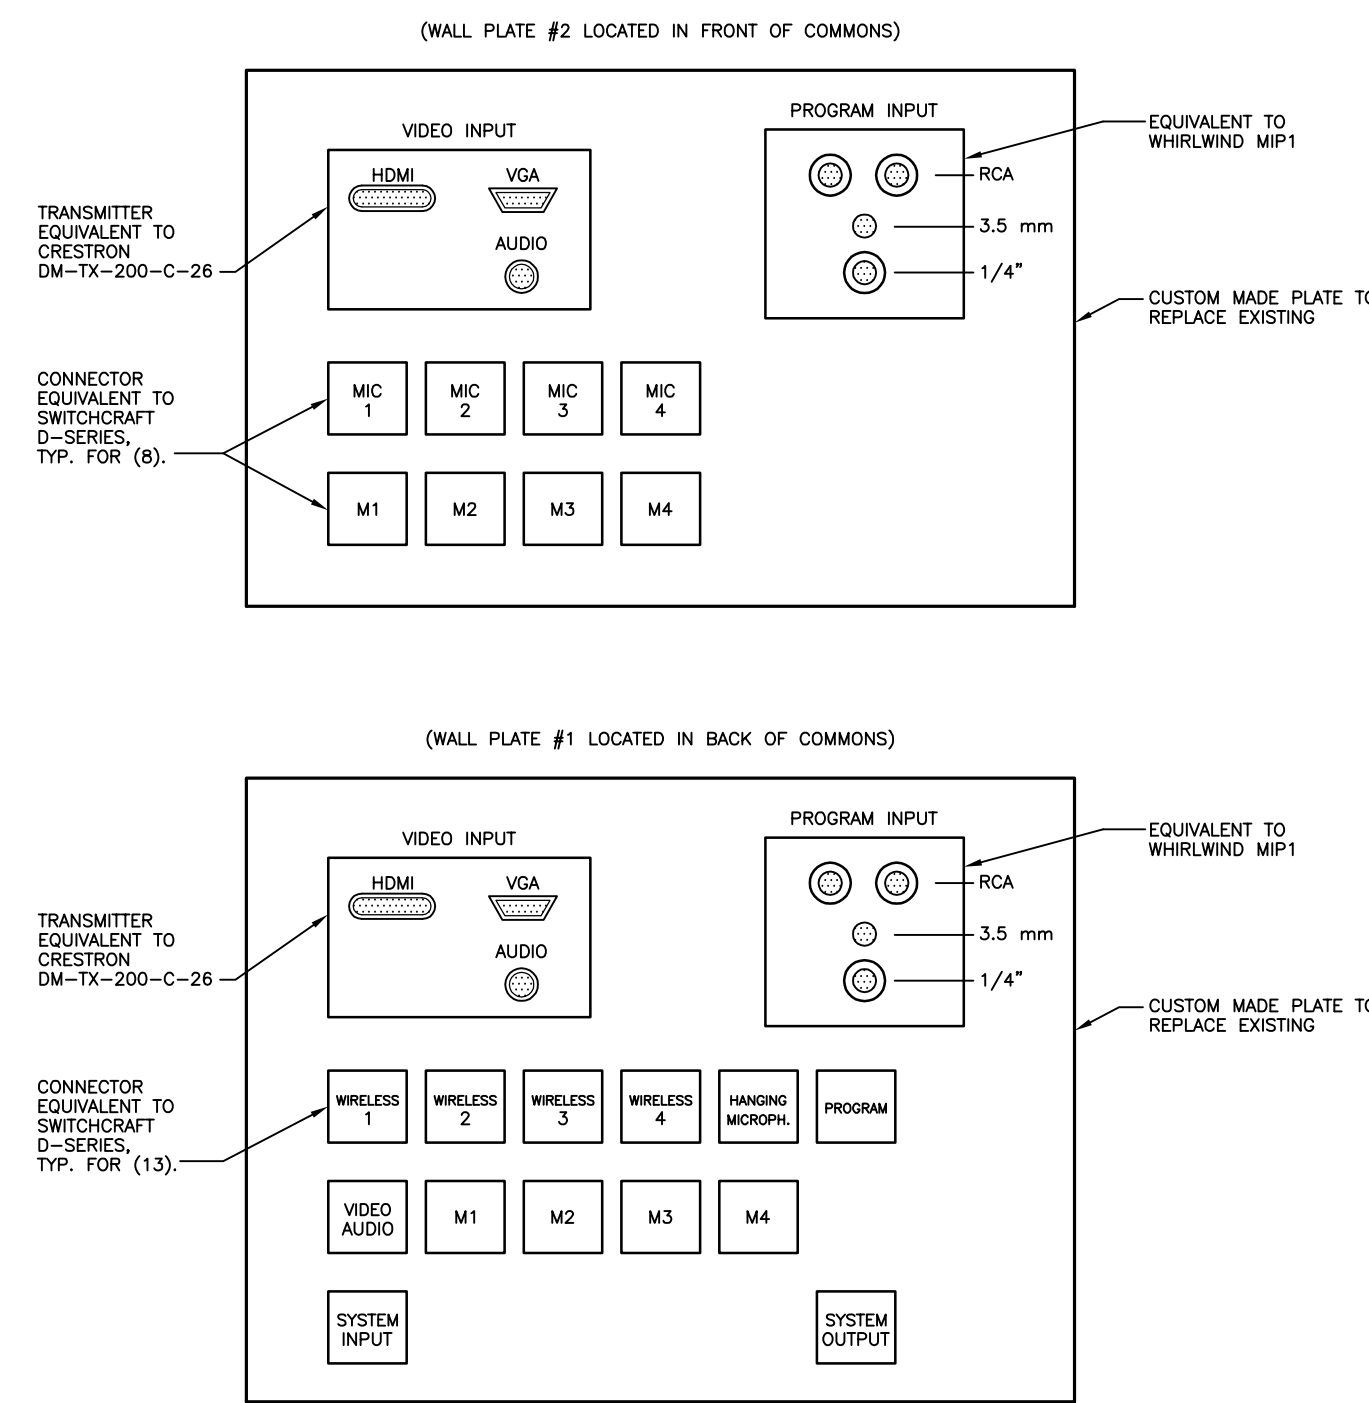 (WALL PLATE #2 LOCATED IN FRONT OF COMMONS)
VIDEO INPUT
HDMI
VGA
AUDIO
PROGRAM INPUT
RCA
3.5 mm
1/4"
EQUIVALENT TO
WHIRLWIND MIP1
TRANSMITTER
EQUIVALENT TO
CRESTRON
DM-TX-200-C-26
CUSTOM MADE PLATE TO
REPLACE EXISTING
CONNECTOR
EQUIVALENT TO
SWITCHCRAFT
D-SERIES,
TYP. FOR (8).
MIC
1
MIC
2
MIC
3
MIC
4
M1
M2
M3
M4
(WALL PLATE #1 LOCATED IN BACK OF COMMONS)
VIDEO INPUT
HDMI
VGA
AUDIO
PROGRAM INPUT
RCA
3.5 mm
1/4"
EQUIVALENT TO
WHIRLWIND MIP1
TRANSMITTER
EQUIVALENT TO
CRESTRON
DM-TX-200-C-26
CUSTOM MADE PLATE TO
REPLACE EXISTING
CONNECTOR
EQUIVALENT TO
SWITCHCRAFT
D-SERIES,
TYP. FOR (13).
WIRELESS
1
WIRELESS
2
WIRELESS
3
WIRELESS
4
HANGING
MICROPH.
PROGRAM
VIDEO
AUDIO
M1
M2
M3
M4
SYSTEM
INPUT
SYSTEM
OUTPUT